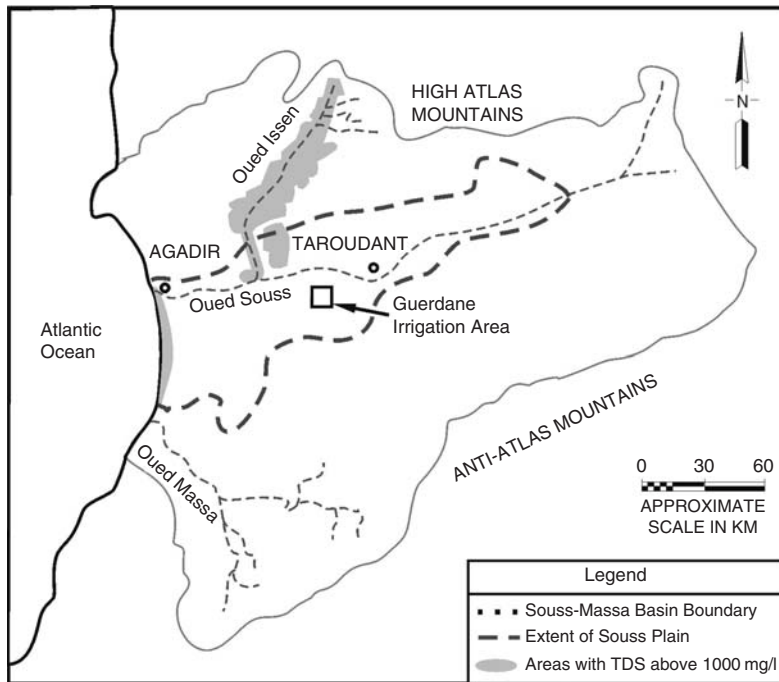 HIGH ATLAS
MOUNTAINS
N
Oued Issen
AGADIR
TAROUDANT
Oued Souss
Guerdane
Irrigation Area
Atlantic
Ocean
ANTI-ATLAS MOUNTAINS
Oued Massa
0 30 60
APPROXIMATE
SCALE IN KM
Legend
Souss-Massa Basin Boundary
Extent of Souss Plain
Areas with TDS above 1000 mg/l